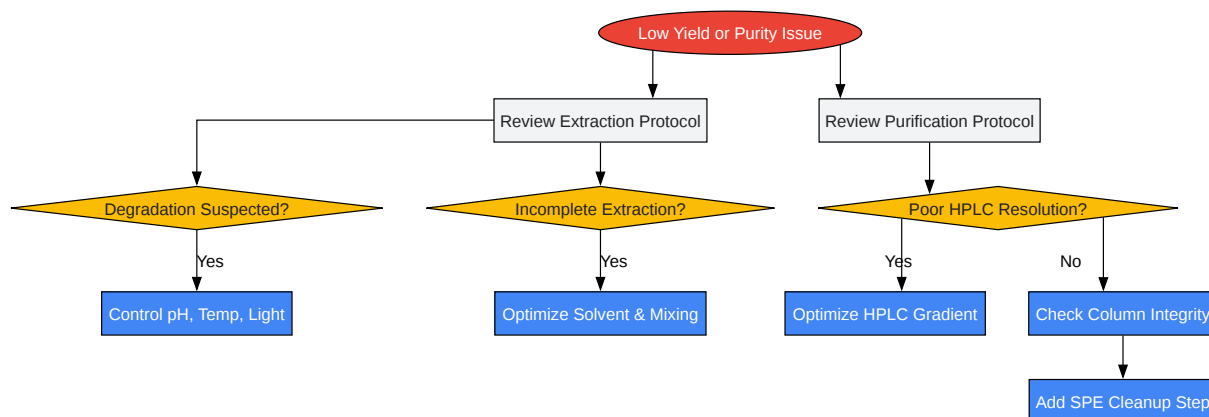 Low Yield or Purity Issue
Review Extraction Protocol
Review Purification Protocol
Degradation Suspected?
Incomplete Extraction?
Poor HPLC Resolution?
Yes
Yes
Yes
No
Control pH, Temp, Light
Optimize Solvent & Mixing
Optimize HPLC Gradient
Check Column Integrity
Add SPE Cleanup Step